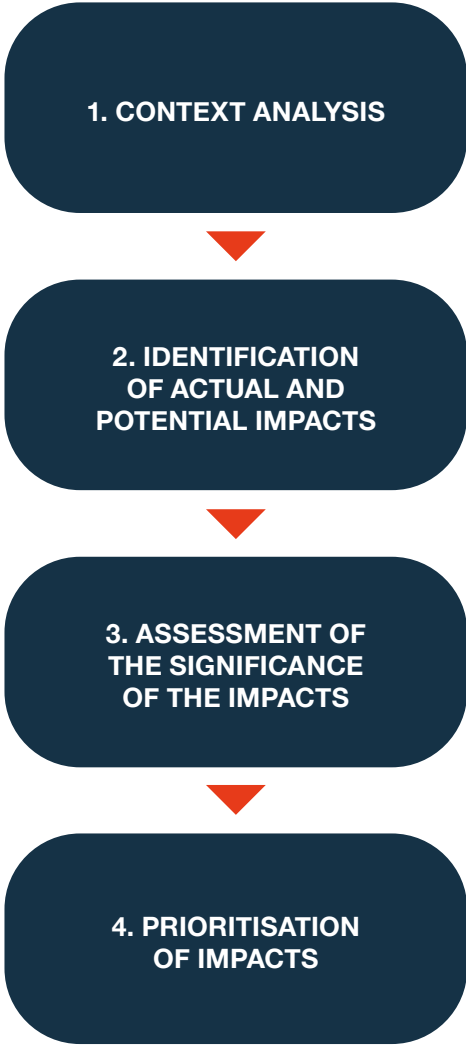 1. CONTEXT ANALYSIS
2. IDENTIFICATION
OF ACTUAL AND
POTENTIAL IMPACTS
3. ASSESSMENT OF
THE SIGNIFICANCE
OF THE IMPACTS
4. PRIORITISATION
OF IMPACTS